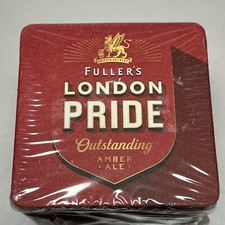 FULLER'S
LONDON
PRIDE
Outstanding
AMBER
ALE